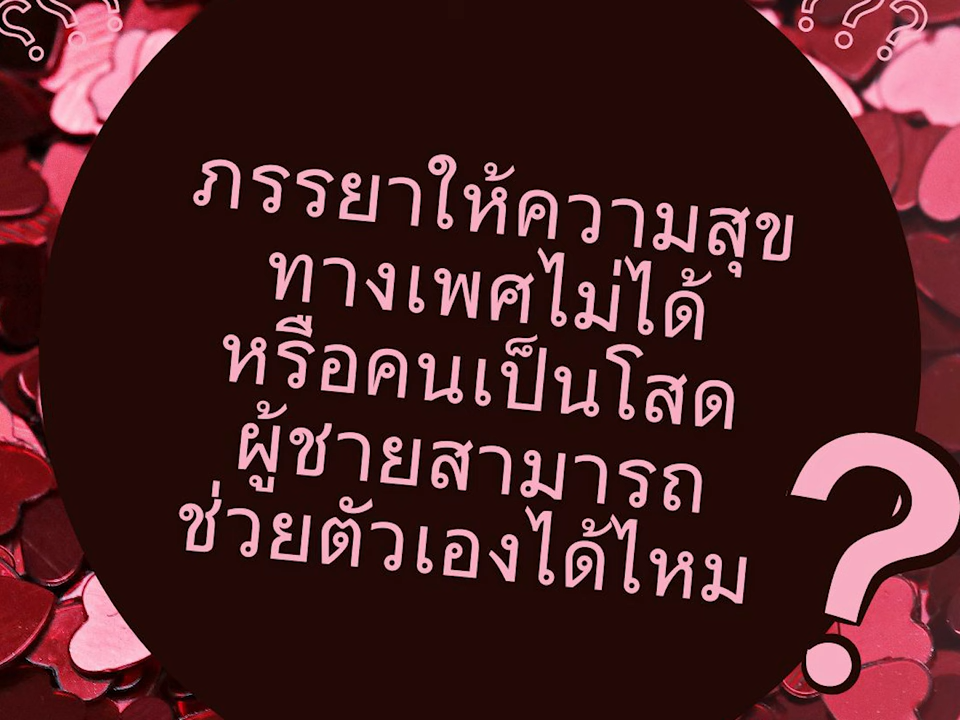 ภรรยาให้ความสุข
ทางเพศไม่ได้
หรือคนเป็นโสด
ผู้ชายสามารถ
ช่วยตัวเองได้ไหม
?